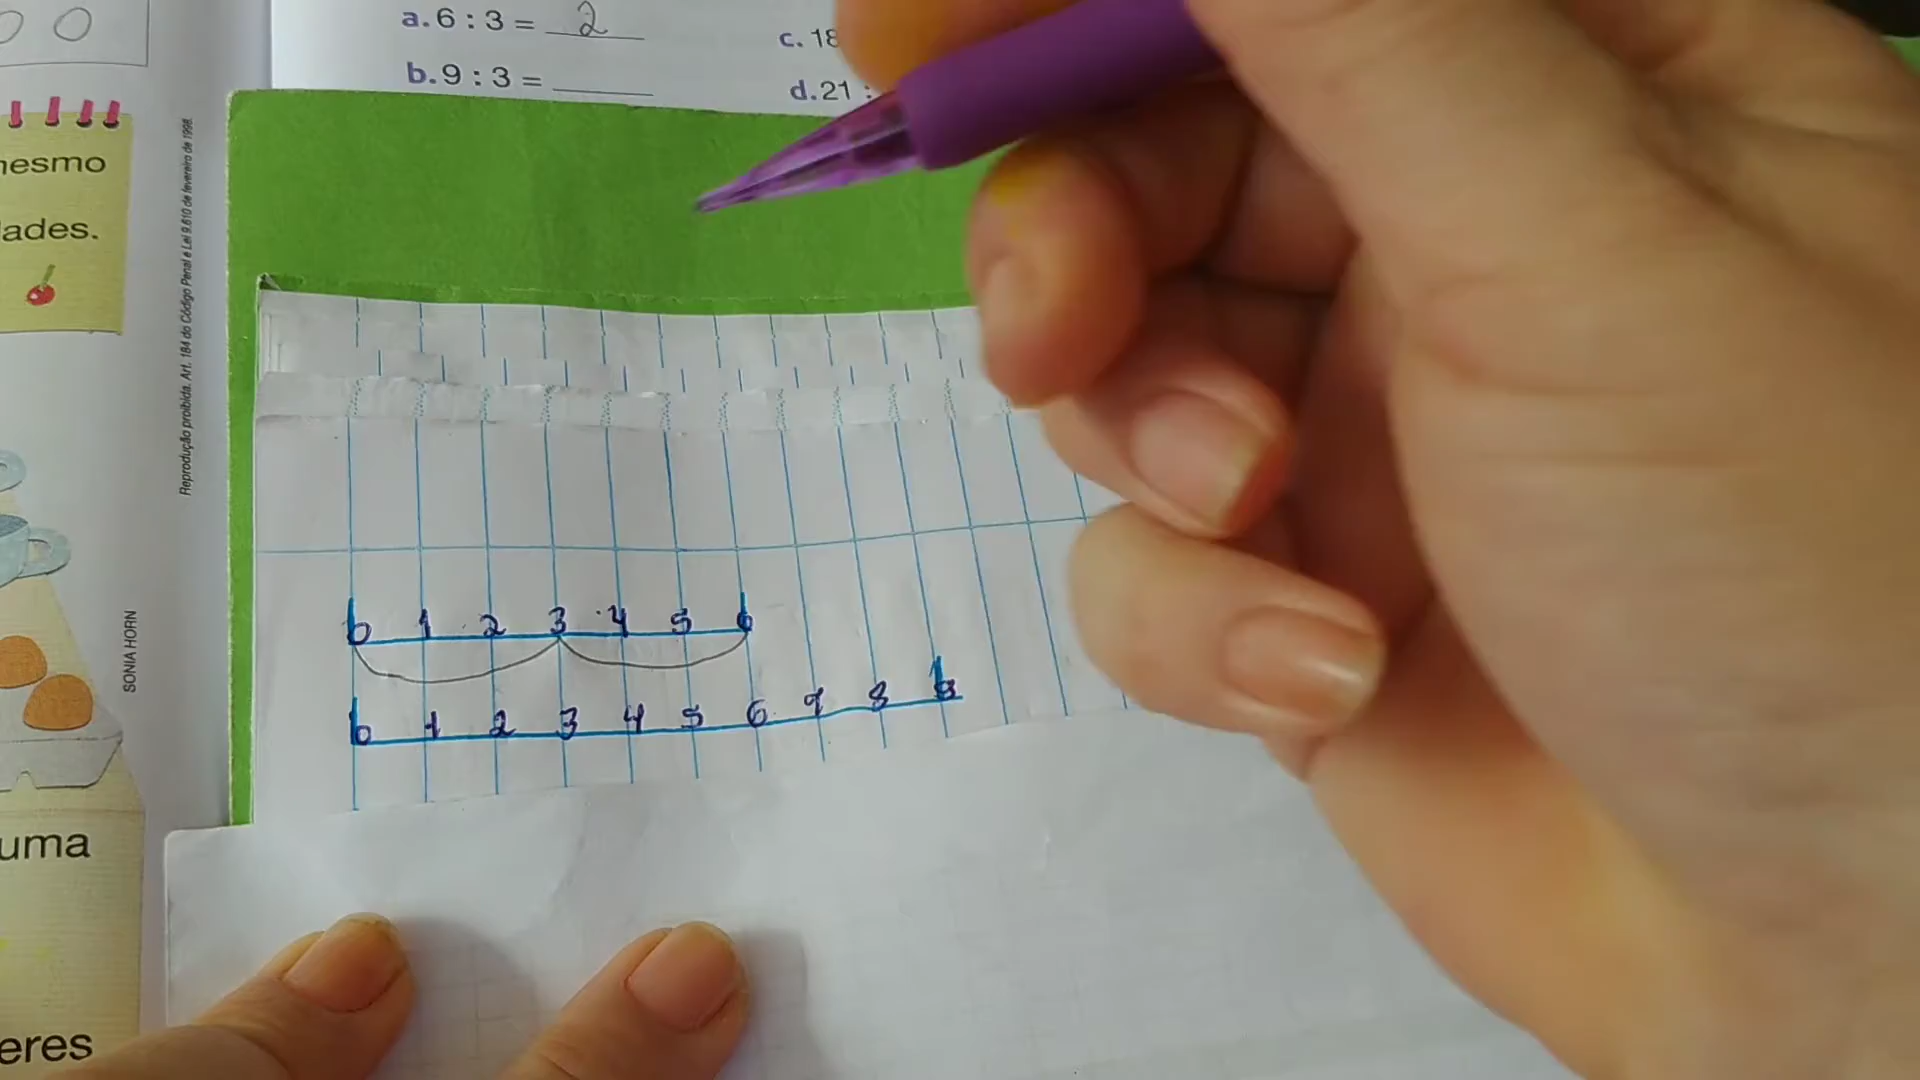 a. 6 : 3 = 2
c. 18
b. 9 : 3 =
d. 21 :
mesmo
ades.
Reprodução proibida. Art. 184 do Código Penal e Lei 9.610 de fevereiro de 1998.
SONIA HORN
0 1 2 3 4 5 6
0 1 2 3 4 5 6 7 8 9
uma
eres